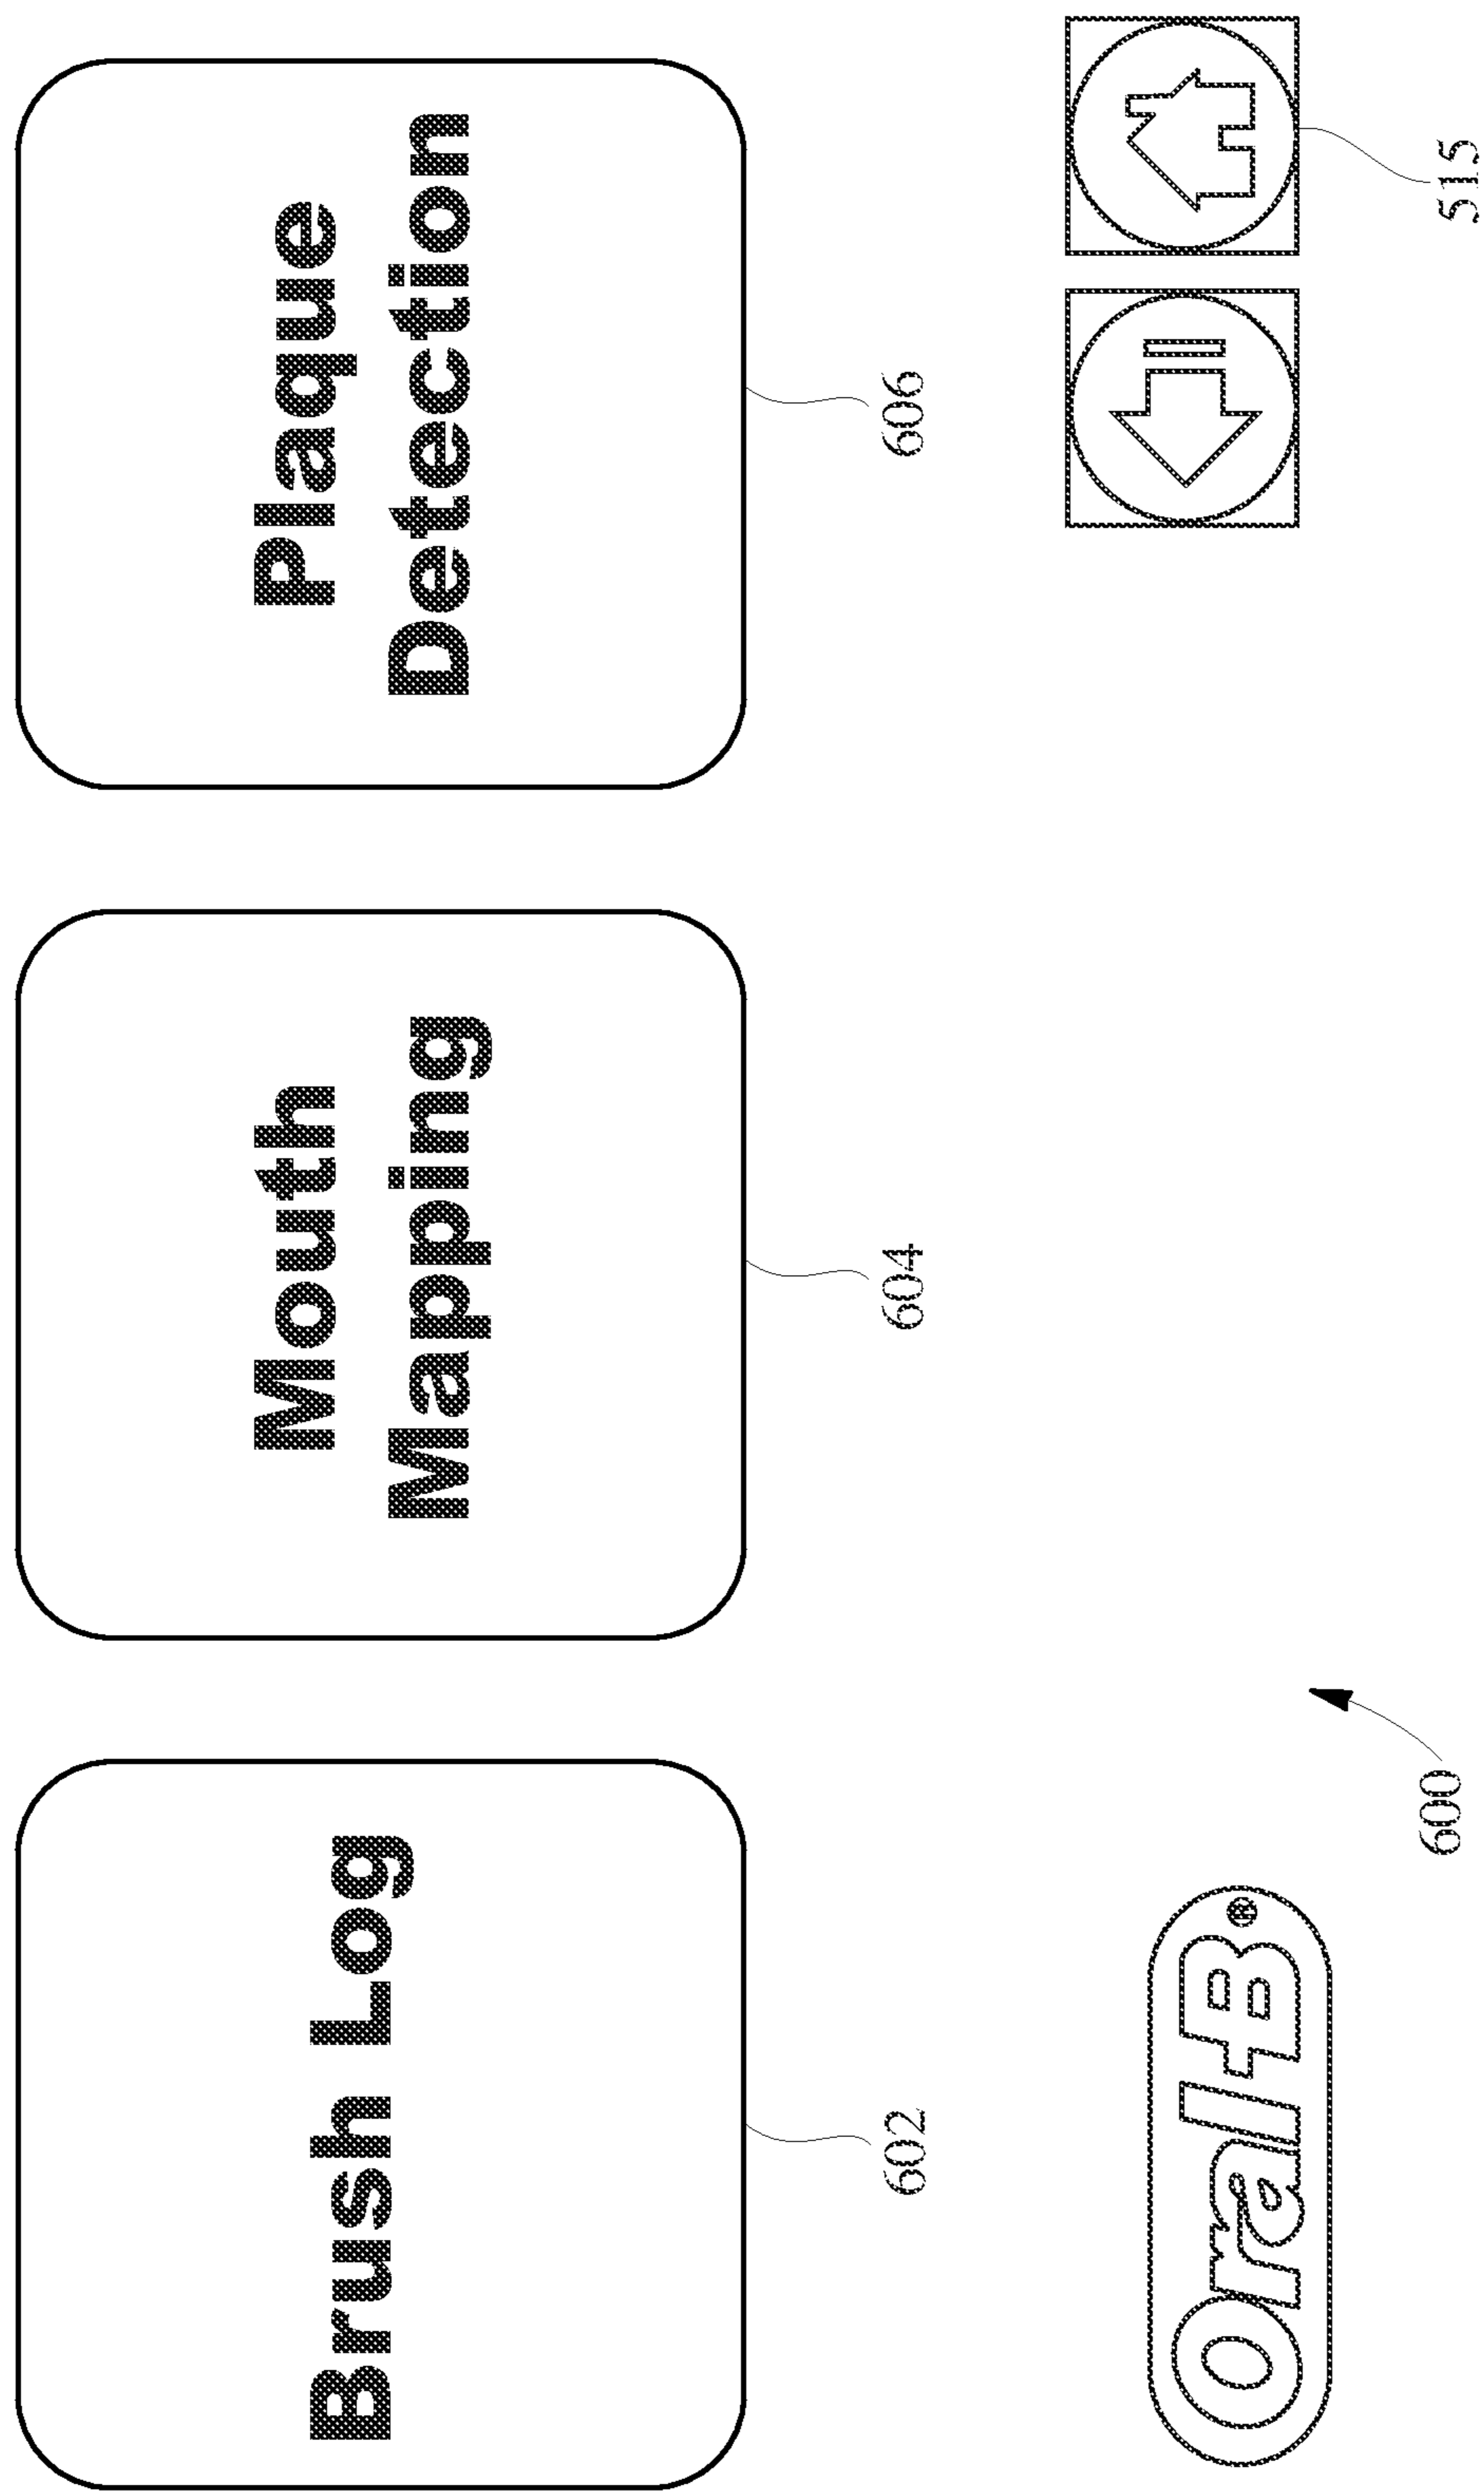 Brush Log
602
Mouth
Mapping
604
Plaque
Detection
606
Oral-B®
600
515